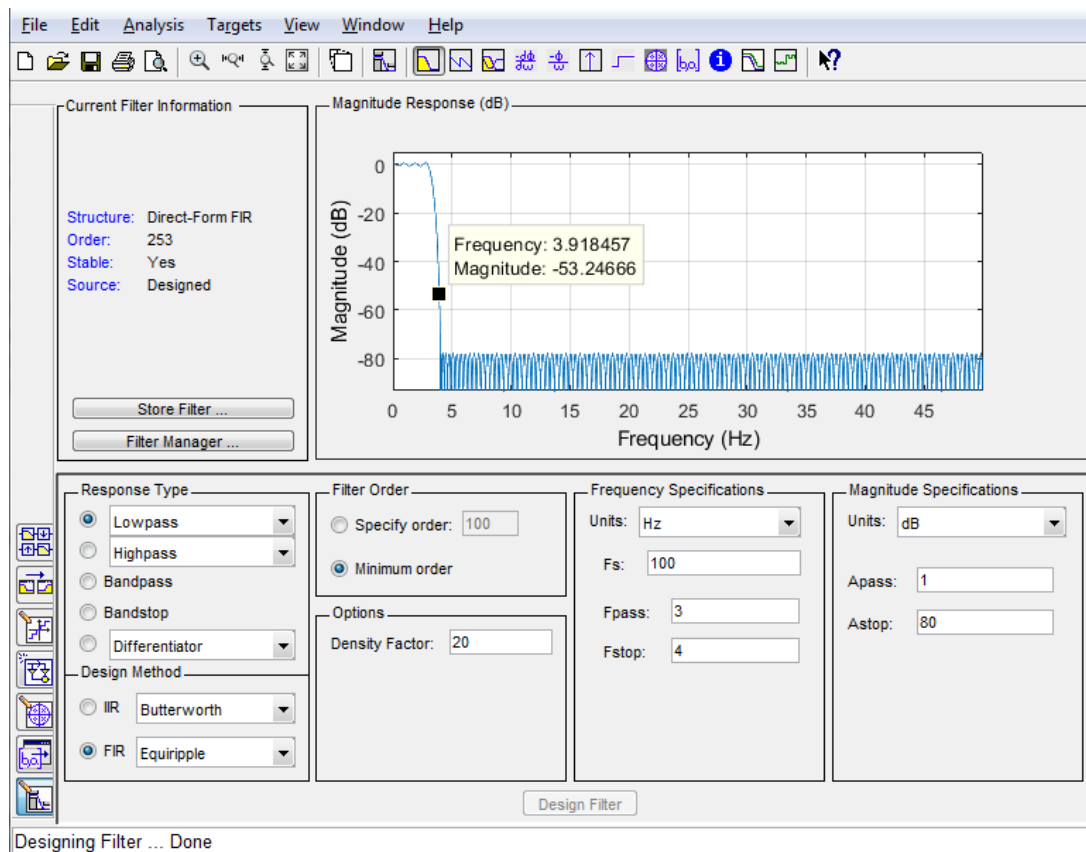 File Edit Analysis Targets View Window Help
Current Filter Information
Structure: Direct-Form FIR
Order: 253
Stable: Yes
Source: Designed
Store Filter ...
Filter Manager ...
Magnitude Response (dB)
Magnitude (dB)
0
-20
-40
-60
-80
Frequency: 3.918457
Magnitude: -53.24666
0 5 10 15 20 25 30 35 40 45
Frequency (Hz)
Response Type
Lowpass
Highpass
Bandpass
Bandstop
Differentiator
Design Method
IIR Butterworth
FIR Equiripple
Filter Order
Specify order: 100
Minimum order
Options
Density Factor: 20
Frequency Specifications
Units: Hz
Fs: 100
Fpass: 3
Fstop: 4
Magnitude Specifications
Units: dB
Apass: 1
Astop: 80
Design Filter
Designing Filter ... Done